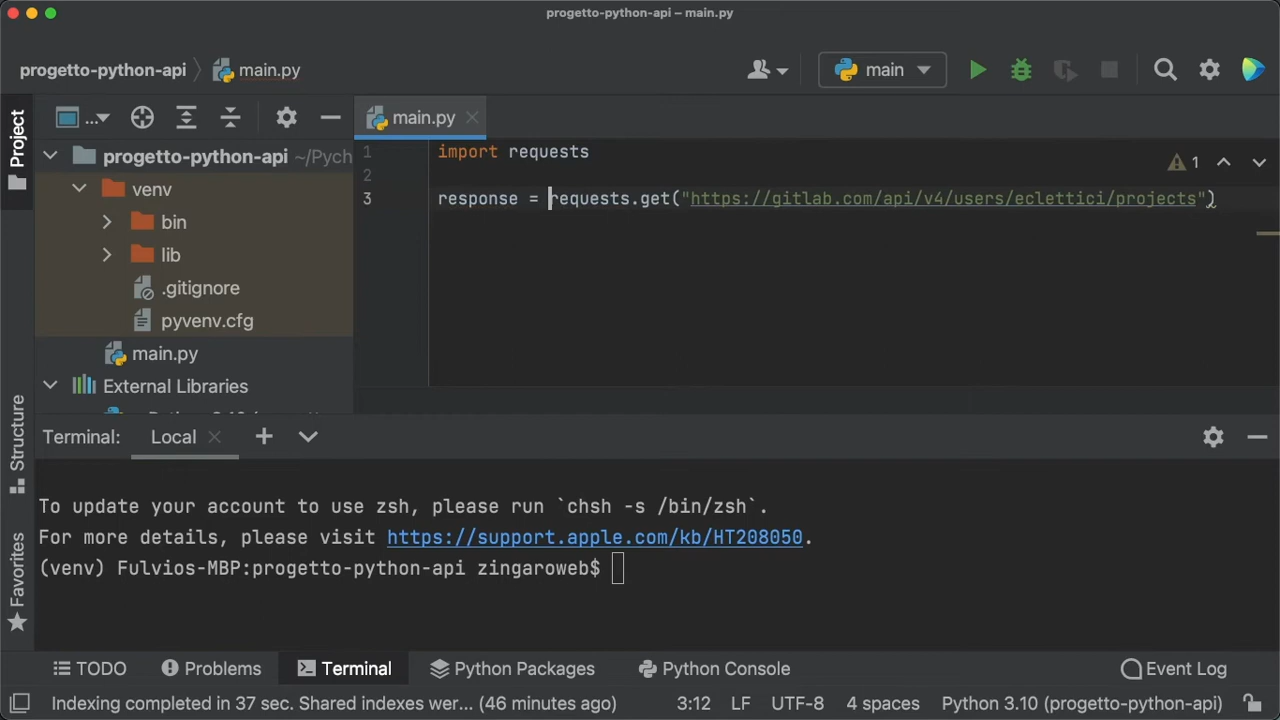 progetto-python-api – main.py
progetto-python-api main.py
main
Project
...
main.py
progetto-python-api ~/Pych
venv
bin
lib
.gitignore
pyvenv.cfg
main.py
External Libraries
1 import requests
2
3 response = requests.get("https://gitlab.com/api/v4/users/eclettici/projects")
1
Structure
Favorites
Terminal: Local
To update your account to use zsh, please run `chsh -s /bin/zsh`.
For more details, please visit https://support.apple.com/kb/HT208050.
(venv) Fulvios-MBP:progetto-python-api zingaroweb$
TODO Problems Terminal Python Packages Python Console Event Log
Indexing completed in 37 sec. Shared indexes wer... (46 minutes ago) 3:12 LF UTF-8 4 spaces Python 3.10 (progetto-python-api)